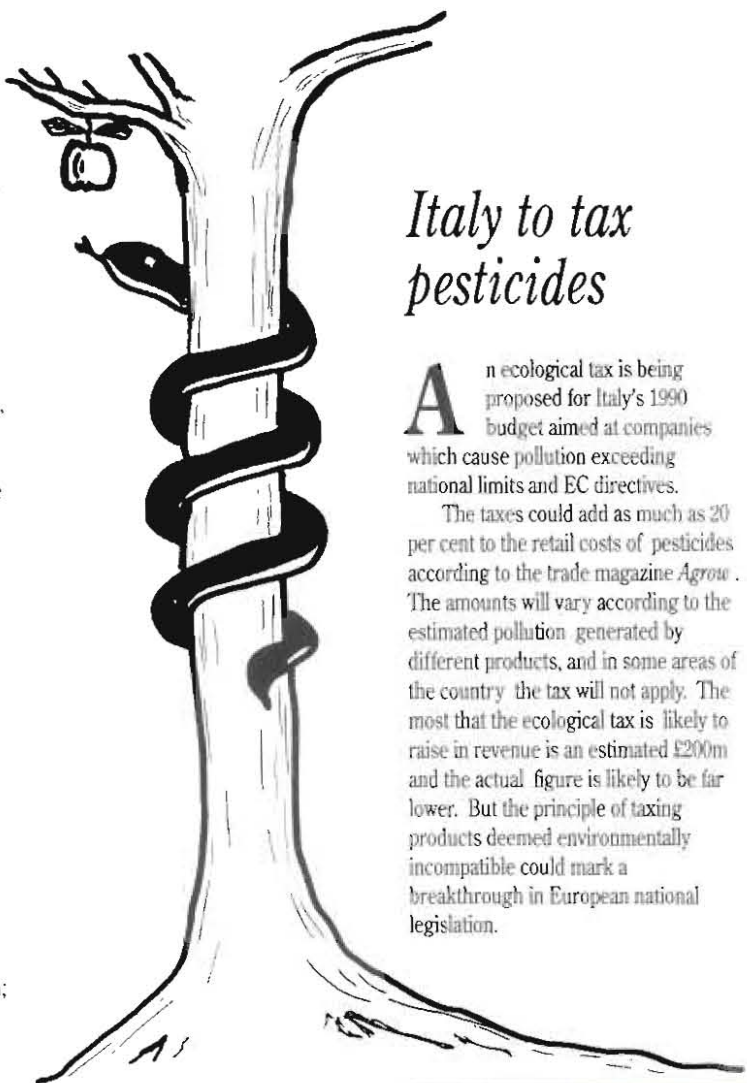 Italy to tax
pesticides
An ecological tax is being
proposed for Italy's 1990
budget aimed at companies
which cause pollution exceeding
national limits and EC directives.
The taxes could add as much as 20
per cent to the retail costs of pesticides
according to the trade magazine Agrow .
The amounts will vary according to the
estimated pollution generated by
different products, and in some areas of
the country the tax will not apply. The
most that the ecological tax is likely to
raise in revenue is an estimated £200m
and the actual figure is likely to be far
lower. But the principle of taxing
products deemed environmentally
incompatible could mark a
breakthrough in European national
legislation.